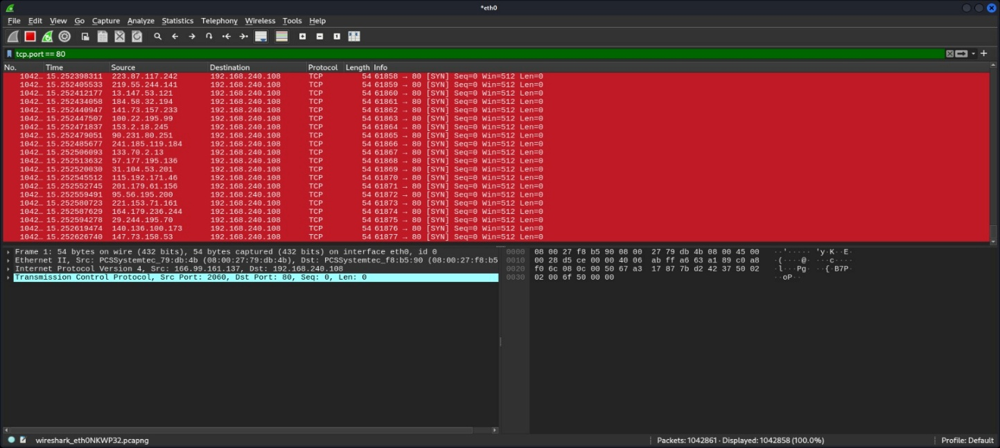 *eth0
File Edit View Go Capture Analyze Statistics Telephony Wireless Tools Help
tcp.port == 80
No. Time Source Destination Protocol Length Info
1042… 15.252398311 223.87.117.242 192.168.240.108 TCP 54 61858 → 80 [SYN] Seq=0 Win=512 Len=0
1042… 15.252405533 219.55.244.141 192.168.240.108 TCP 54 61859 → 80 [SYN] Seq=0 Win=512 Len=0
1042… 15.252412177 13.147.53.121 192.168.240.108 TCP 54 61860 → 80 [SYN] Seq=0 Win=512 Len=0
1042… 15.252434058 184.58.32.194 192.168.240.108 TCP 54 61861 → 80 [SYN] Seq=0 Win=512 Len=0
1042… 15.252440947 141.73.157.233 192.168.240.108 TCP 54 61862 → 80 [SYN] Seq=0 Win=512 Len=0
1042… 15.252447507 100.22.195.99 192.168.240.108 TCP 54 61863 → 80 [SYN] Seq=0 Win=512 Len=0
1042… 15.252471837 153.2.18.245 192.168.240.108 TCP 54 61864 → 80 [SYN] Seq=0 Win=512 Len=0
1042… 15.252479051 90.231.80.251 192.168.240.108 TCP 54 61865 → 80 [SYN] Seq=0 Win=512 Len=0
1042… 15.252485677 241.185.119.184 192.168.240.108 TCP 54 61866 → 80 [SYN] Seq=0 Win=512 Len=0
1042… 15.252506093 133.70.2.13 192.168.240.108 TCP 54 61867 → 80 [SYN] Seq=0 Win=512 Len=0
1042… 15.252513632 57.177.195.136 192.168.240.108 TCP 54 61868 → 80 [SYN] Seq=0 Win=512 Len=0
1042… 15.252520030 31.104.53.201 192.168.240.108 TCP 54 61869 → 80 [SYN] Seq=0 Win=512 Len=0
1042… 15.252545512 115.192.171.46 192.168.240.108 TCP 54 61870 → 80 [SYN] Seq=0 Win=512 Len=0
1042… 15.252552745 201.179.61.156 192.168.240.108 TCP 54 61871 → 80 [SYN] Seq=0 Win=512 Len=0
1042… 15.252559491 95.56.195.200 192.168.240.108 TCP 54 61872 → 80 [SYN] Seq=0 Win=512 Len=0
1042… 15.252580723 221.153.71.161 192.168.240.108 TCP 54 61873 → 80 [SYN] Seq=0 Win=512 Len=0
1042… 15.252587629 164.179.236.244 192.168.240.108 TCP 54 61874 → 80 [SYN] Seq=0 Win=512 Len=0
1042… 15.252594278 29.244.195.70 192.168.240.108 TCP 54 61875 → 80 [SYN] Seq=0 Win=512 Len=0
1042… 15.252619474 140.136.100.173 192.168.240.108 TCP 54 61876 → 80 [SYN] Seq=0 Win=512 Len=0
1042… 15.252626740 147.73.158.53 192.168.240.108 TCP 54 61877 → 80 [SYN] Seq=0 Win=512 Len=0
Frame 1: 54 bytes on wire (432 bits), 54 bytes captured (432 bits) on interface eth0, id 0
Ethernet II, Src: PCSSystemtec_79:db:4b (08:00:27:79:db:4b), Dst: PCSSystemtec_f8:b5:90 (08:00:27:f8:b5
Internet Protocol Version 4, Src: 166.99.161.137, Dst: 192.168.240.108
Transmission Control Protocol, Src Port: 2060, Dst Port: 80, Seq: 0, Len: 0
0000 08 00 27 f8 b5 90 08 00 27 79 db 4b 08 00 45 00 ··'····· 'y·K··E·
0010 00 28 d5 ce 00 00 40 06 ab ff a6 63 a1 89 c0 a8 ·(····@· ···c····
0020 f0 6c 08 0c 00 50 67 a3 17 87 7b d2 42 37 50 02 ·l···Pg· ··{·B7P·
0030 02 00 6f 50 00 00 ··oP··
wireshark_eth0NKWP32.pcapng
Packets: 1042861 · Displayed: 1042858 (100.0%)
Profile: Default